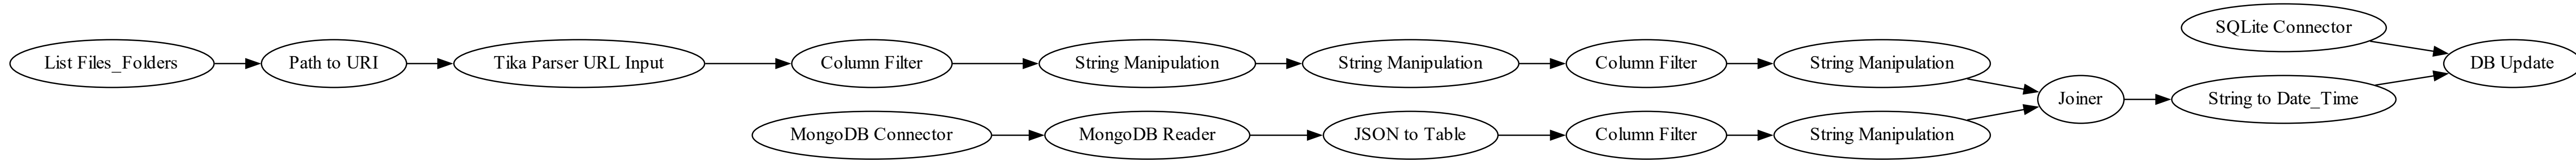 SQLite Connector
List Files_Folders
Path to URI
Tika Parser URL Input
Column Filter
String Manipulation
String Manipulation
Column Filter
String Manipulation
DB Update
Joiner
String to Date_Time
MongoDB Connector
MongoDB Reader
JSON to Table
Column Filter
String Manipulation